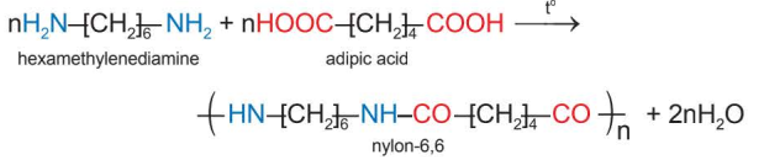 nH₂N–[CH₂]₆–NH₂ + nHOOC–[CH₂]₄–COOH t° →
hexamethylenediamine adipic acid
( HN–[CH₂]₆–NH–CO–[CH₂]₄–CO )n + 2nH₂O
nylon-6,6